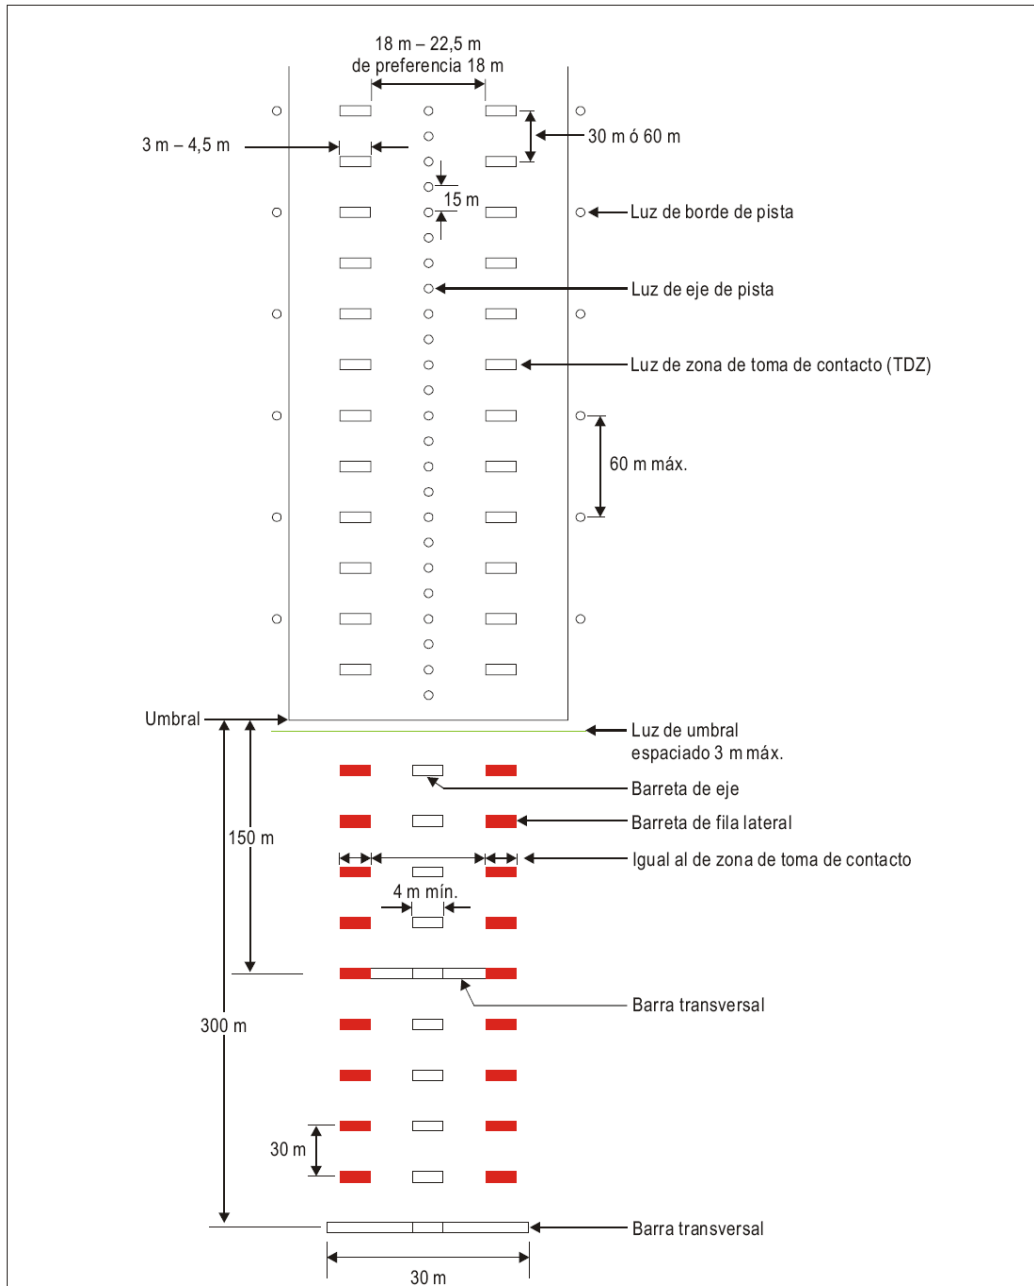 18 m – 22,5 m
de preferencia 18 m
3 m – 4,5 m
30 m ó 60 m
15 m
Luz de borde de pista
Luz de eje de pista
Luz de zona de toma de contacto (TDZ)
60 m máx.
Umbral
Luz de umbral
espaciado 3 m máx.
Barreta de eje
Barreta de fila lateral
150 m
Igual al de zona de toma de contacto
4 m mín.
Barra transversal
300 m
30 m
Barra transversal
30 m